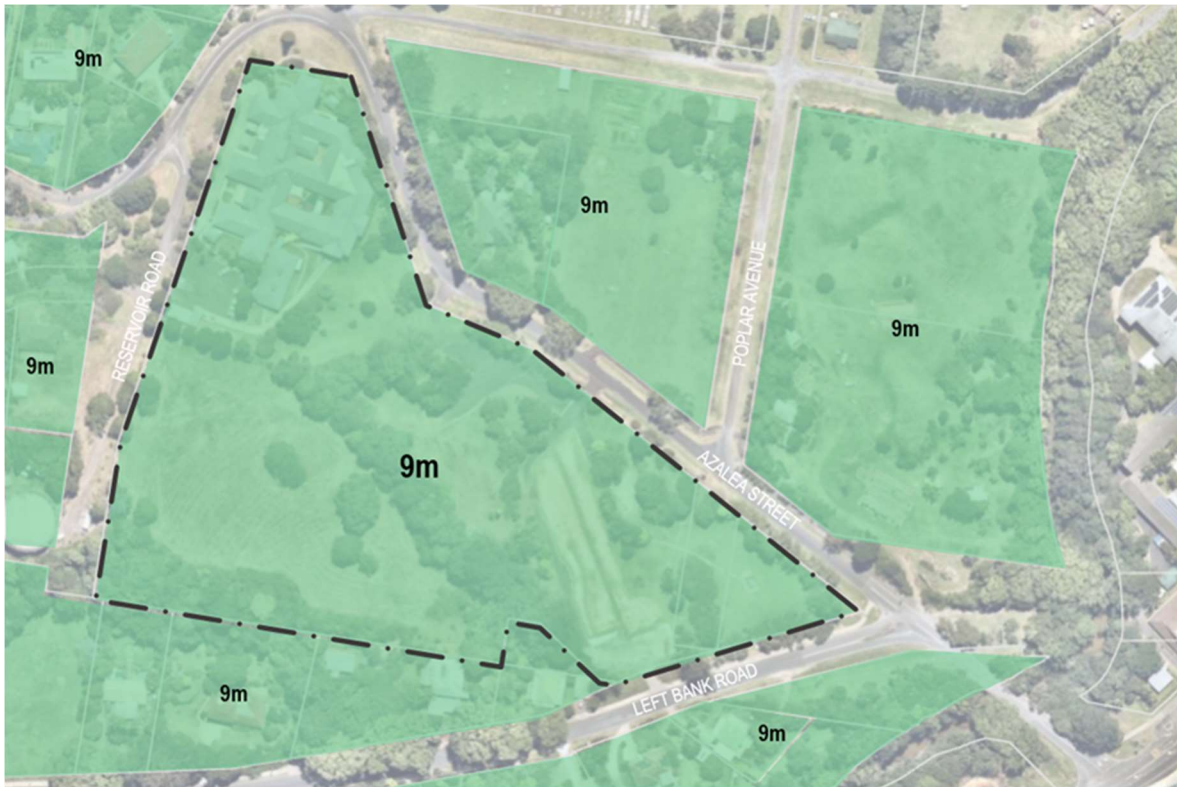 9m
9m
POPLAR AVENUE
RESERVOIR ROAD
9m
9m
9m
AZALEA STREET
LEFT BANK ROAD
9m
9m